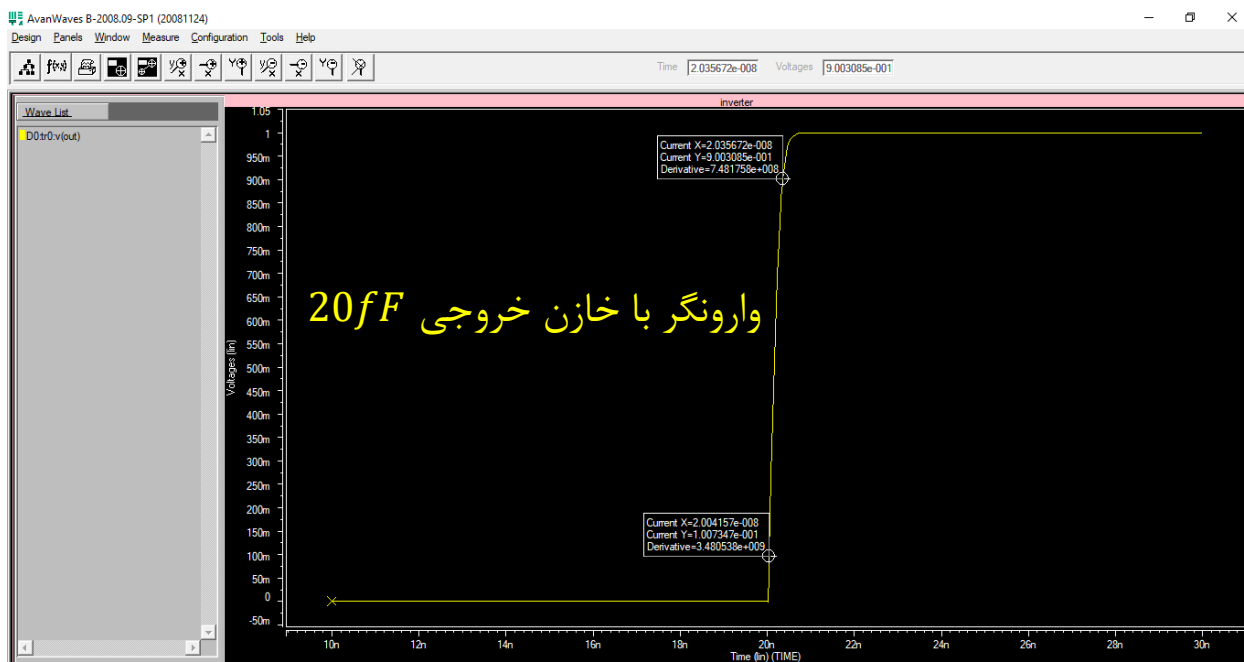 AvanWaves B-2008.09-SP1 (20081124)
Design Panels Window Measure Configuration Tools Help
Time 2.035672e-008 Voltages 9.003085e-001
Wave List
D0:tr0:v(out)
inverter
1.05
1
950m
900m
850m
800m
750m
700m
650m
600m
550m
500m
450m
400m
350m
300m
250m
200m
150m
100m
50m
0
-50m
Voltages (lin)
Current X=2.035672e-008
Current Y=9.003085e-001
Derivative=7.481758e+008
وارونگر با خازن خروجی 20fF
Current X=2.004157e-008
Current Y=1.007347e-001
Derivative=3.480538e+009
10n 12n 14n 16n 18n 20n 22n 24n 26n 28n 30n
Time (lin) (TIME)